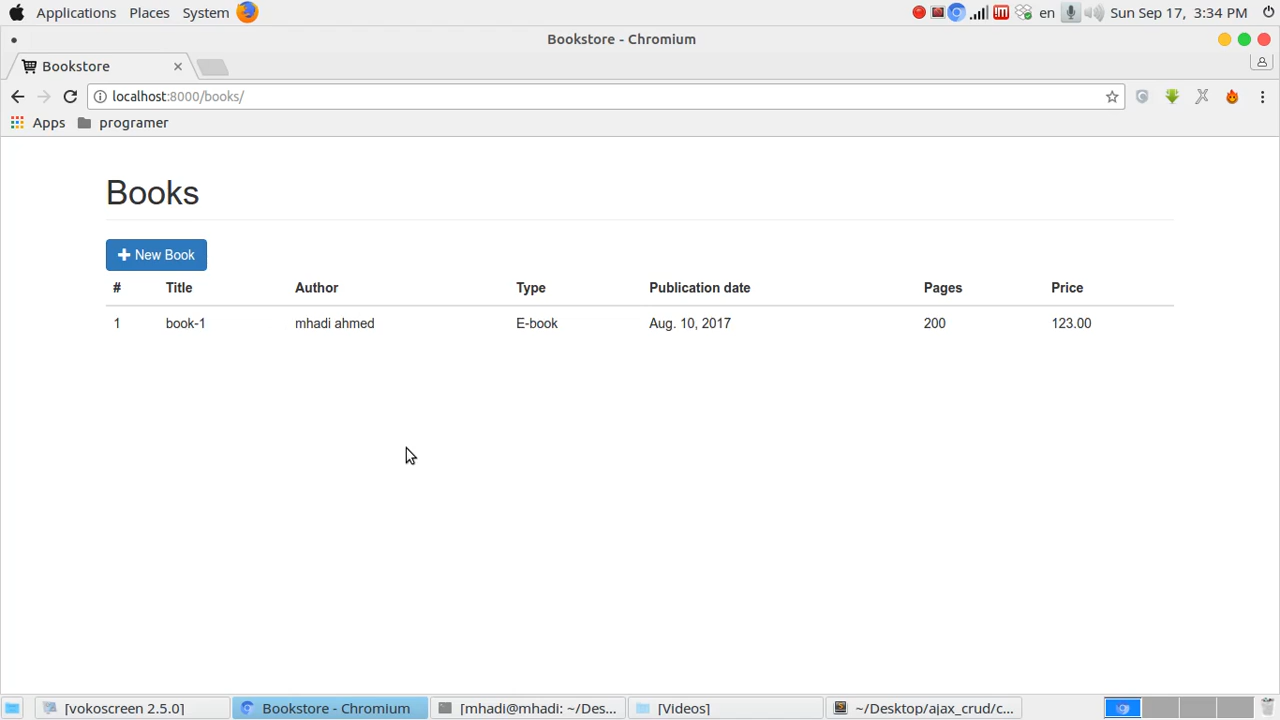 Applications Places System en Sun Sep 17, 3:34 PM
Bookstore - Chromium
Bookstore
localhost:8000/books/
Apps programer
Books
New Book
# Title Author Type Publication date Pages Price
1 book-1 mhadi ahmed E-book Aug. 10, 2017 200 123.00
[vokoscreen 2.5.0] Bookstore - Chromium [mhadi@mhadi: ~/Des... [Videos] ~/Desktop/ajax_crud/c...